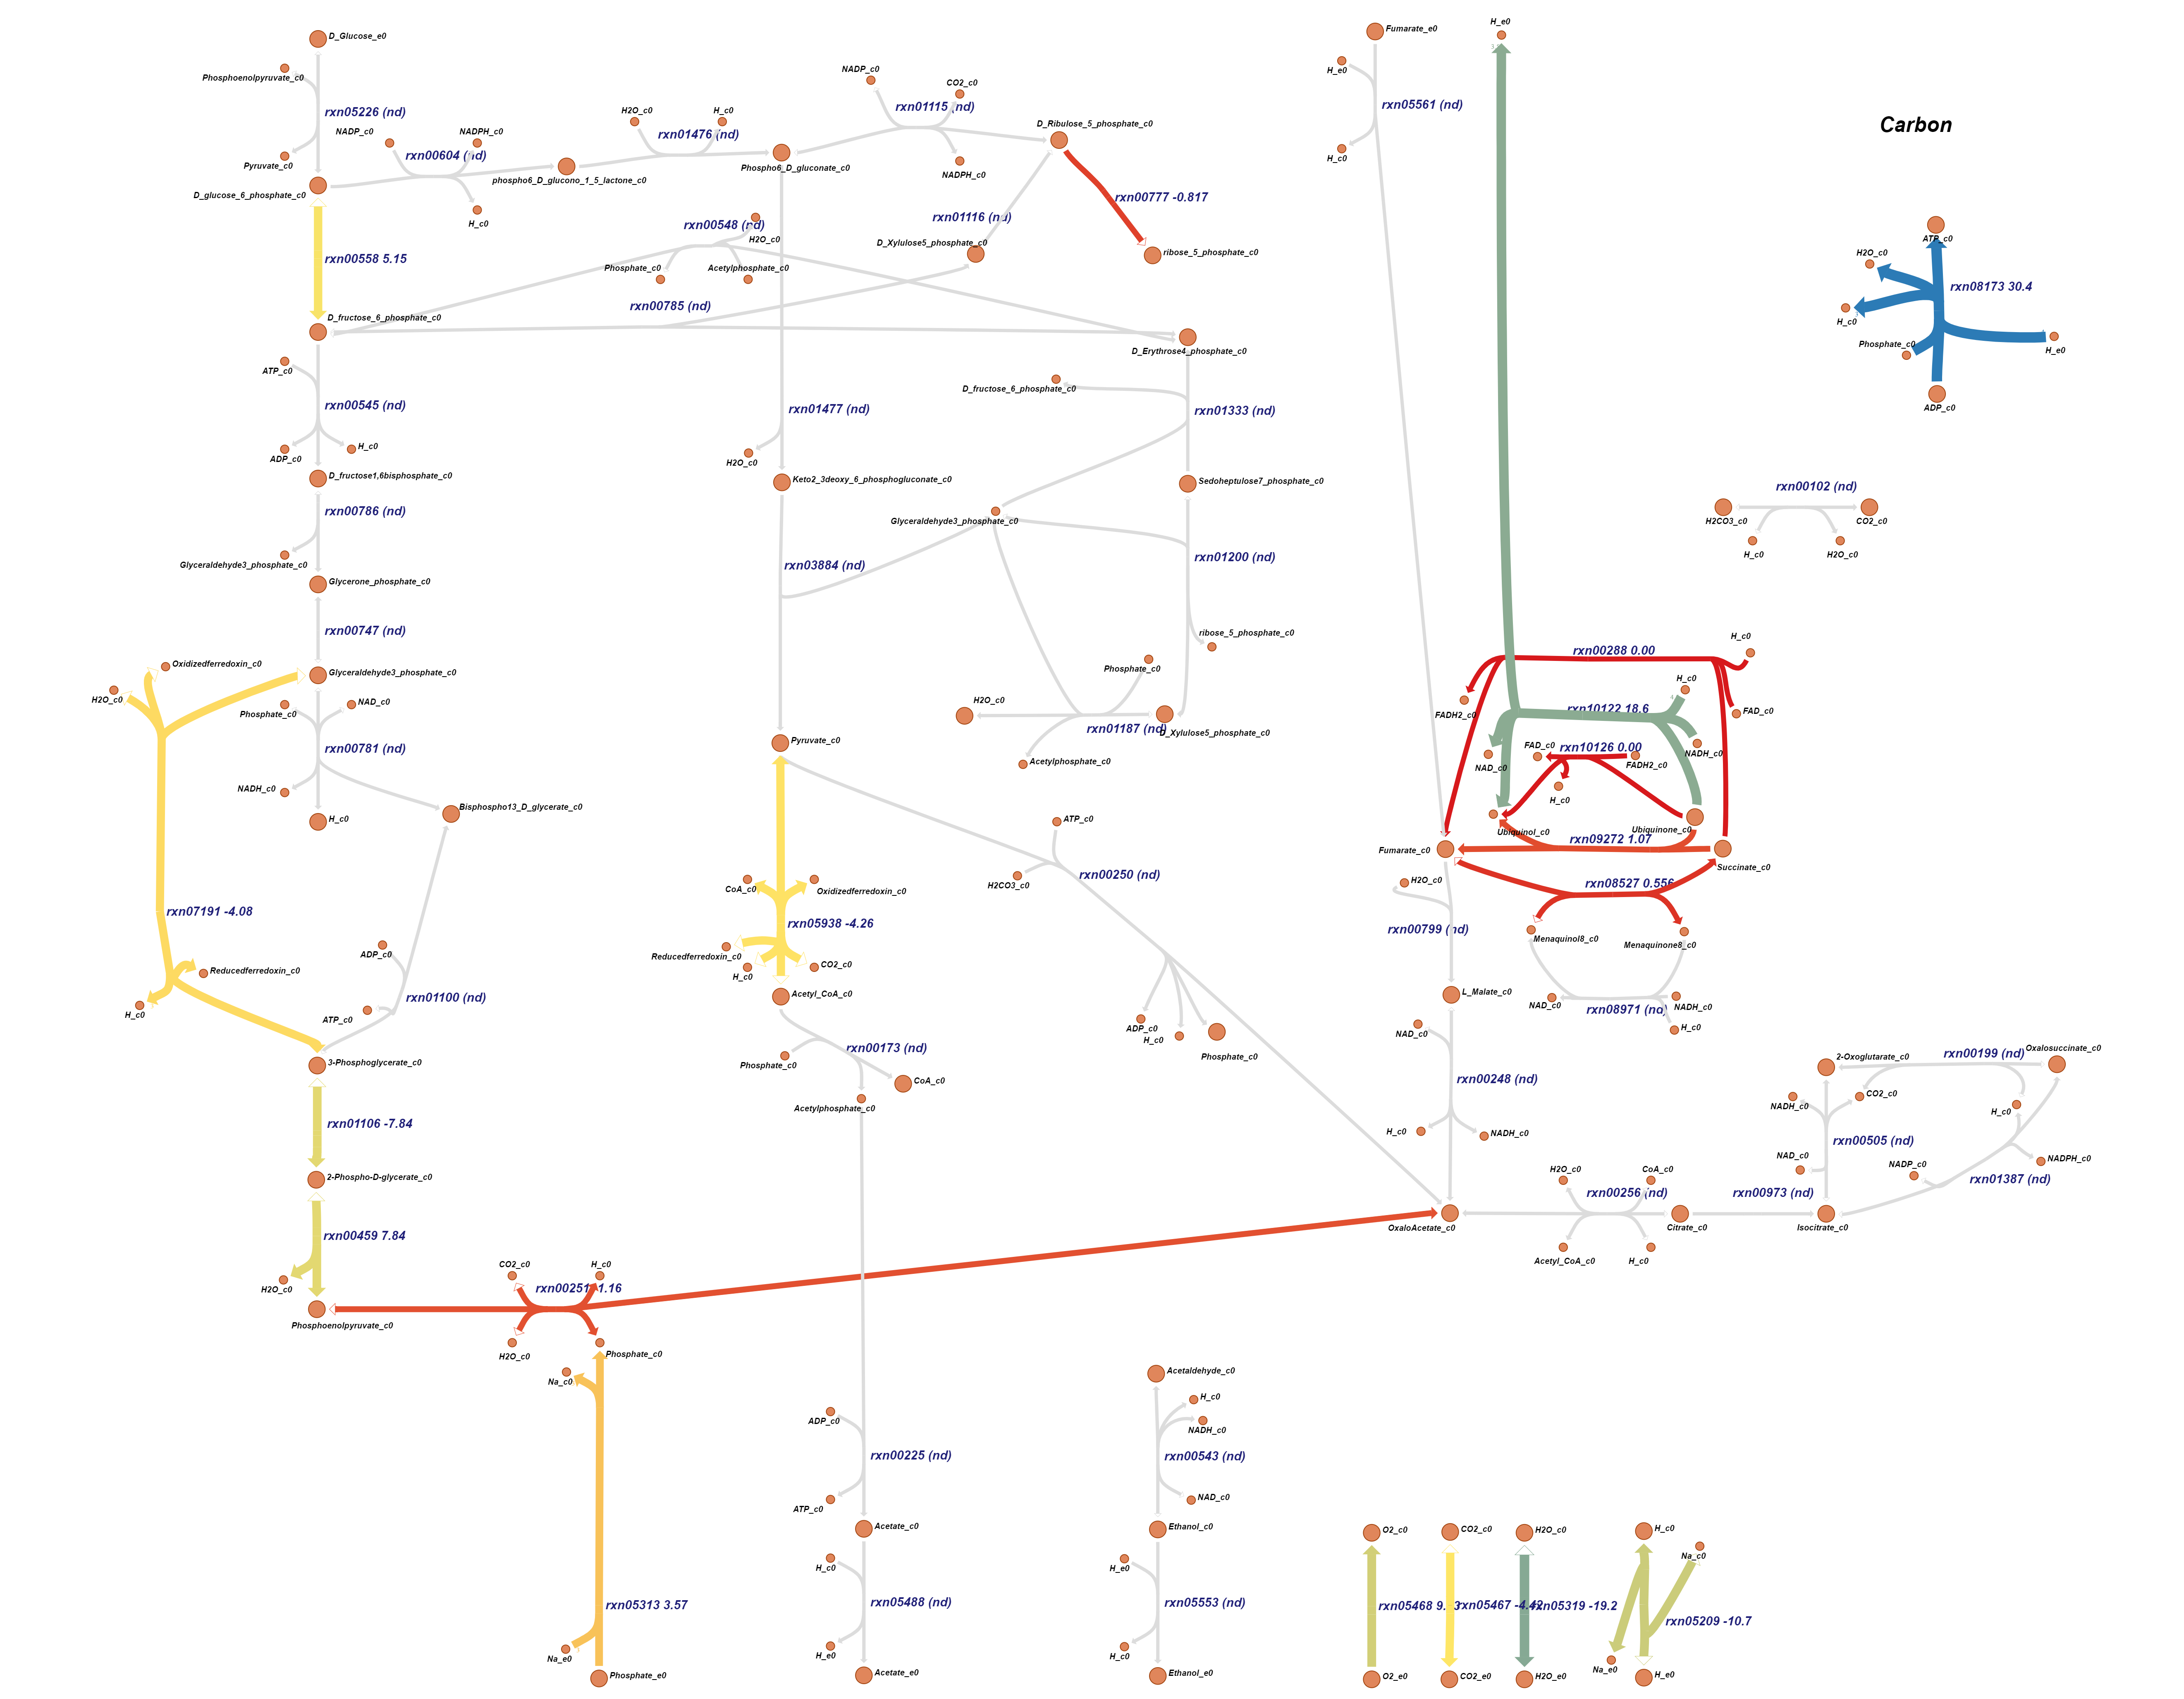 D_Glucose_e0
Phosphoenolpyruvate_c0
rxn05226 (nd)
Pyruvate_c0
D_glucose_6_phosphate_c0
NADP_c0
NADPH_c0
rxn00604 (nd)
H_c0
phospho6_D_glucono_1_5_lactone_c0
H2O_c0
H_c0
rxn01476 (nd)
Phospho6_D_gluconate_c0
NADP_c0
CO2_c0
rxn01115 (nd)
NADPH_c0
D_Ribulose_5_phosphate_c0
rxn00777 -0.817
ribose_5_phosphate_c0
rxn01116 (nd)
D_Xylulose5_phosphate_c0
rxn00548 (nd)
H2O_c0
Phosphate_c0
Acetylphosphate_c0
rxn00785 (nd)
rxn00558 5.15
D_fructose_6_phosphate_c0
D_Erythrose4_phosphate_c0
ATP_c0
rxn00545 (nd)
ADP_c0
H_c0
D_fructose1,6bisphosphate_c0
rxn00786 (nd)
Glyceraldehyde3_phosphate_c0
Glycerone_phosphate_c0
rxn00747 (nd)
Oxidizedferredoxin_c0
H2O_c0
Glyceraldehyde3_phosphate_c0
Phosphate_c0
NAD_c0
rxn00781 (nd)
NADH_c0
H_c0
Bisphospho13_D_glycerate_c0
rxn07191 -4.08
Reducedferredoxin_c0
H_c0
ADP_c0
rxn01100 (nd)
ATP_c0
3-Phosphoglycerate_c0
rxn01106 -7.84
2-Phospho-D-glycerate_c0
rxn00459 7.84
H2O_c0
Phosphoenolpyruvate_c0
CO2_c0
H_c0
rxn00251 1.16
H2O_c0
Phosphate_c0
Na_c0
rxn05313 3.57
Na_e0
Phosphate_e0
rxn01477 (nd)
H2O_c0
Keto2_3deoxy_6_phosphogluconate_c0
rxn03884 (nd)
Pyruvate_c0
D_fructose_6_phosphate_c0
rxn01333 (nd)
Sedoheptulose7_phosphate_c0
Glyceraldehyde3_phosphate_c0
rxn01200 (nd)
ribose_5_phosphate_c0
Phosphate_c0
H2O_c0
rxn01187 (nd)
D_Xylulose5_phosphate_c0
Acetylphosphate_c0
CoA_c0
Oxidizedferredoxin_c0
rxn05938 -4.26
Reducedferredoxin_c0
H_c0
CO2_c0
Acetyl_CoA_c0
ATP_c0
H2CO3_c0
rxn00250 (nd)
ADP_c0
H_c0
Phosphate_c0
rxn00173 (nd)
Phosphate_c0
CoA_c0
Acetylphosphate_c0
ADP_c0
rxn00225 (nd)
ATP_c0
Acetate_c0
H_c0
rxn05488 (nd)
H_e0
Acetate_e0
Acetaldehyde_c0
H_c0
NADH_c0
rxn00543 (nd)
NAD_c0
Ethanol_c0
H_e0
rxn05553 (nd)
H_c0
Ethanol_e0
Fumarate_e0
H_e0
rxn05561 (nd)
H_c0
H_e0
Carbon
ATP_c0
H2O_c0
rxn08173 30.4
H_c0
Phosphate_c0
H_e0
ADP_c0
rxn00102 (nd)
H2CO3_c0
CO2_c0
H_c0
H2O_c0
H_c0
rxn00288 0.00
H_c0
FADH2_c0
FAD_c0
rxn10122 18.6
FAD_c0
rxn10126 0.00
NADH_c0
NAD_c0
FADH2_c0
H_c0
Ubiquinol_c0
Ubiquinone_c0
rxn09272 1.07
Fumarate_c0
Succinate_c0
rxn08527 0.556
H2O_c0
rxn00799 (nd)
Menaquinol8_c0
Menaquinone8_c0
L_Malate_c0
NAD_c0
rxn08971 (nd)
NADH_c0
H_c0
NAD_c0
rxn00248 (nd)
H_c0
NADH_c0
OxaloAcetate_c0
H2O_c0
CoA_c0
rxn00256 (nd)
Acetyl_CoA_c0
H_c0
Citrate_c0
rxn00973 (nd)
Isocitrate_c0
2-Oxoglutarate_c0
rxn00199 (nd)
Oxalosuccinate_c0
NADH_c0
CO2_c0
H_c0
rxn00505 (nd)
NAD_c0
NADP_c0
NADPH_c0
rxn01387 (nd)
O2_c0
CO2_c0
H2O_c0
H_c0
Na_c0
rxn05468 9.
rxn05467 -4.42
rxn05319 -19.2
rxn05209 -10.7
Na_e0
O2_e0
CO2_e0
H2O_e0
H_e0